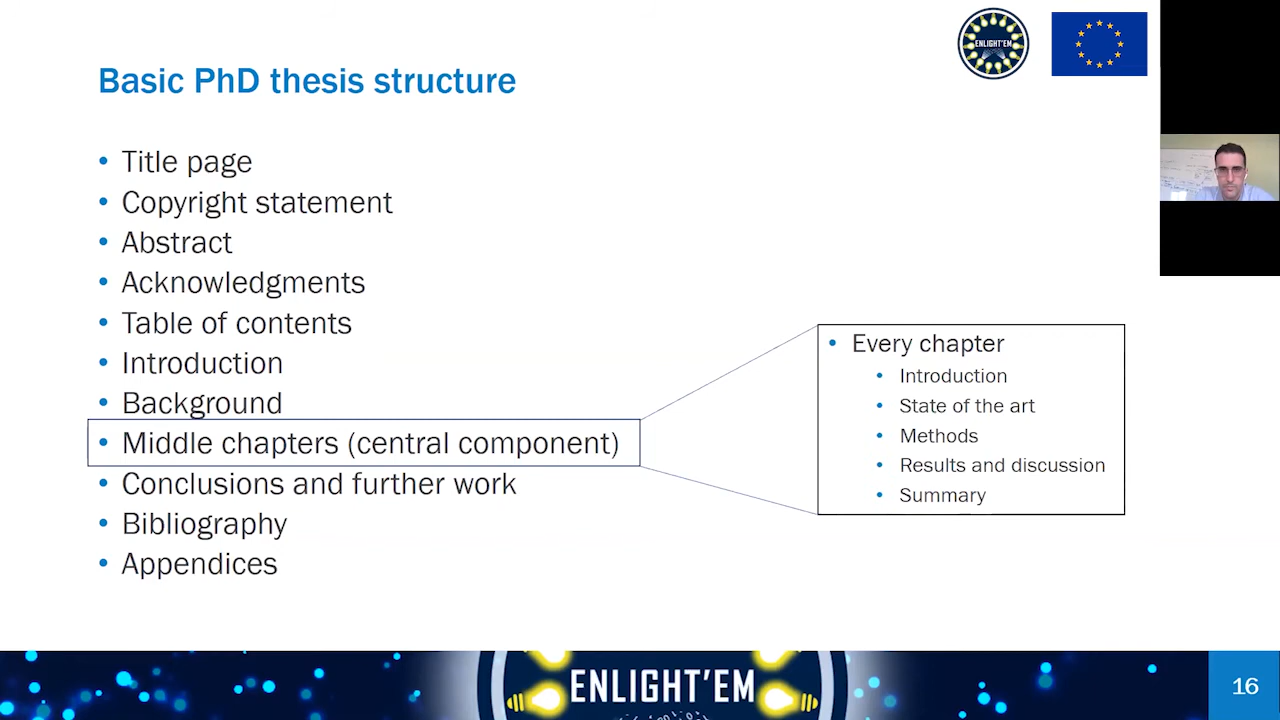 ENLIGHT'EM
Basic PhD thesis structure
• Title page
• Copyright statement
• Abstract
• Acknowledgments
• Table of contents
• Introduction
• Background
• Middle chapters (central component)
• Conclusions and further work
• Bibliography
• Appendices
• Every chapter
• Introduction
• State of the art
• Methods
• Results and discussion
• Summary
ENLIGHT'EM
16